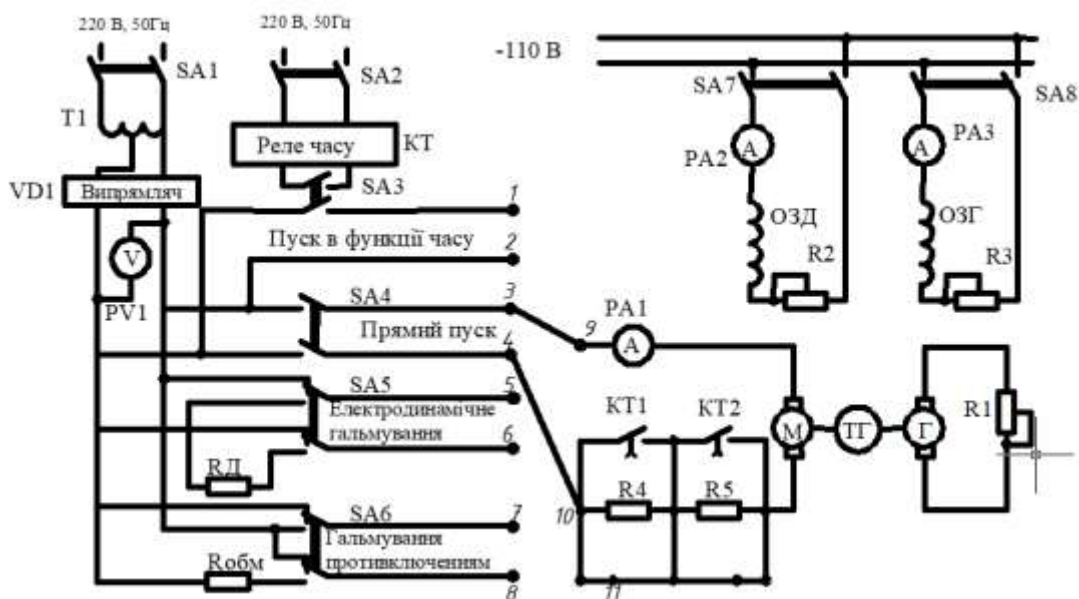 220 В, 50Гц
220 В, 50Гц
-110 В
SA1
SA2
SA7
SA8
T1
Реле часу
КТ
PA2
A
PA3
A
VD1
Випрямляч
SA3
1
ОЗД
ОЗГ
V
Пуск в функції часу
2
R2
R3
PV1
SA4
3
PA1
Прямий пуск
4
9
A
SA5
5
Електродинамічне
гальмування
6
KT1
KT2
М
ТГ
Г
R1
RД
R4
R5
SA6
7
10
Гальмування
противключенням
Rобм
8
11